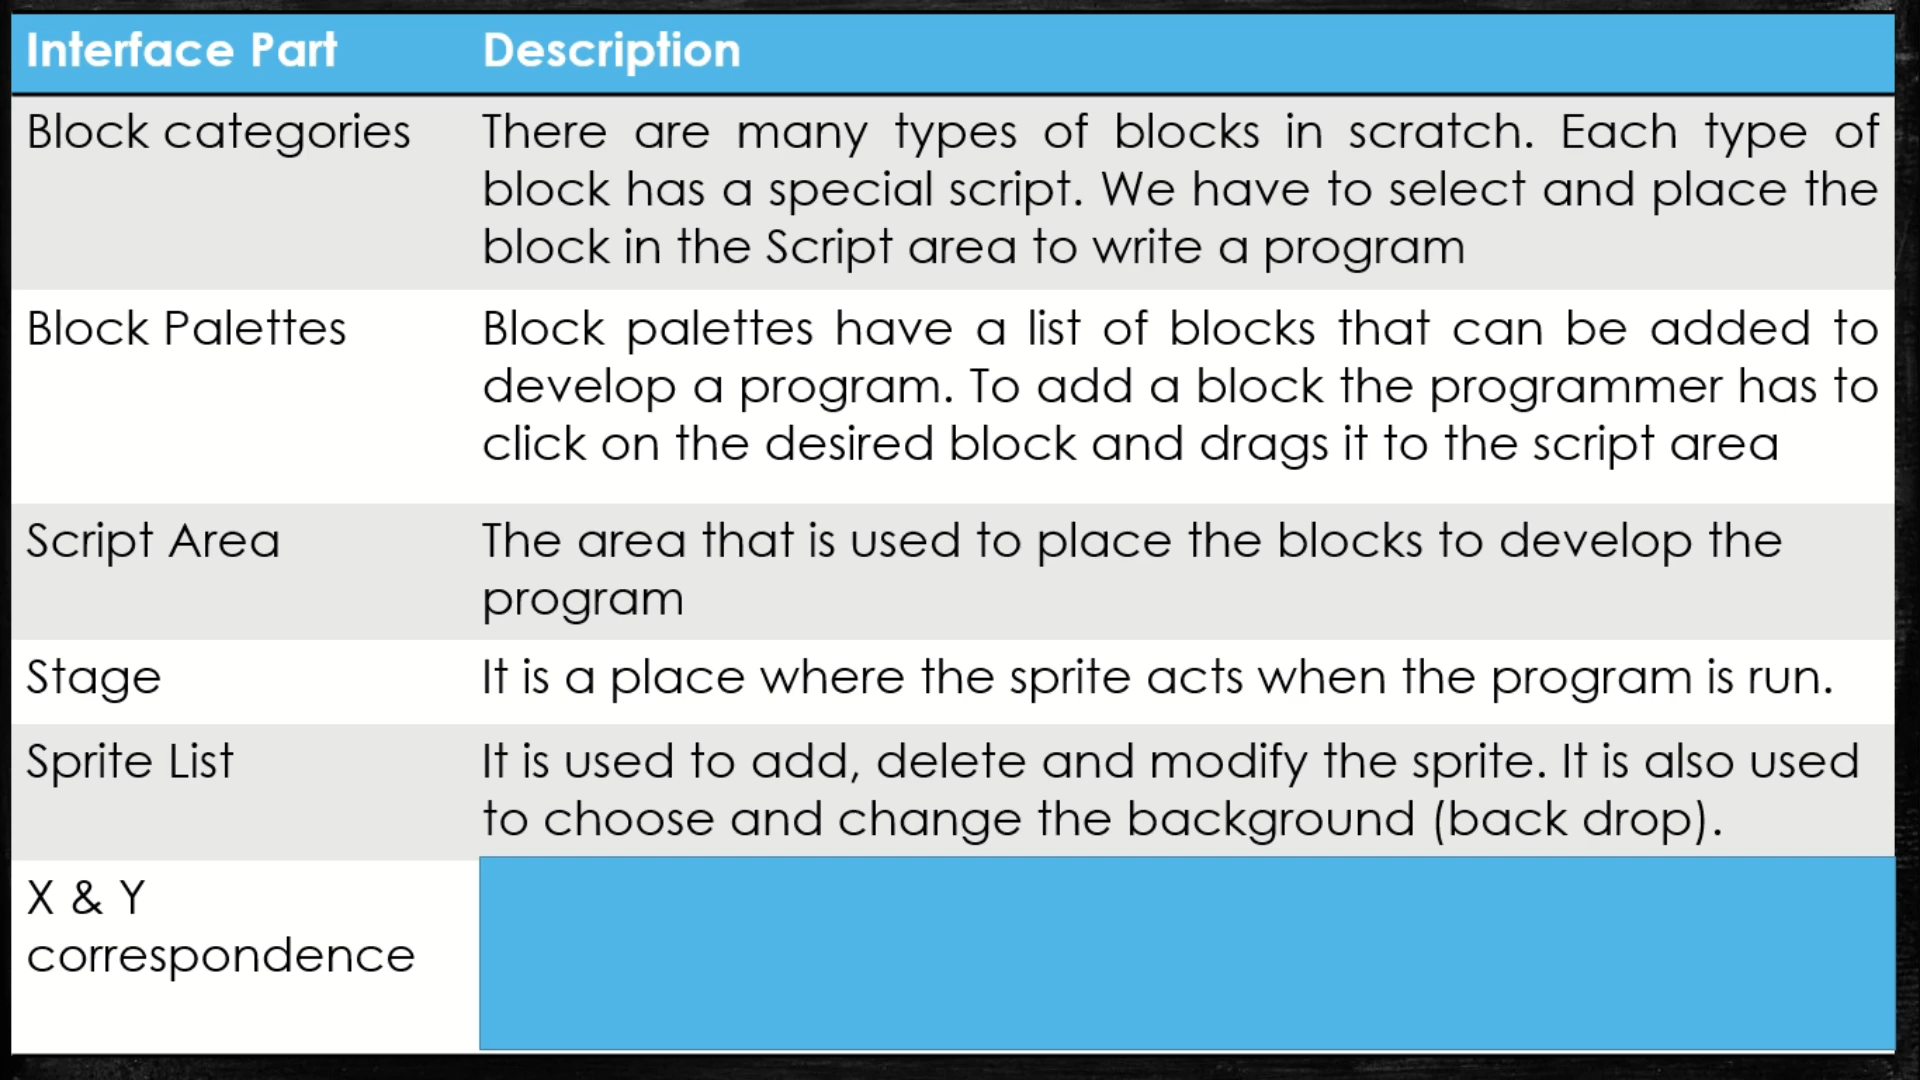 Interface Part Description
Block categories There are many types of blocks in scratch. Each type of
block has a special script. We have to select and place the
block in the Script area to write a program
Block Palettes Block palettes have a list of blocks that can be added to
develop a program. To add a block the programmer has to
click on the desired block and drags it to the script area
Script Area The area that is used to place the blocks to develop the
program
Stage It is a place where the sprite acts when the program is run.
Sprite List It is used to add, delete and modify the sprite. It is also used
to choose and change the background (back drop).
X & Y
correspondence